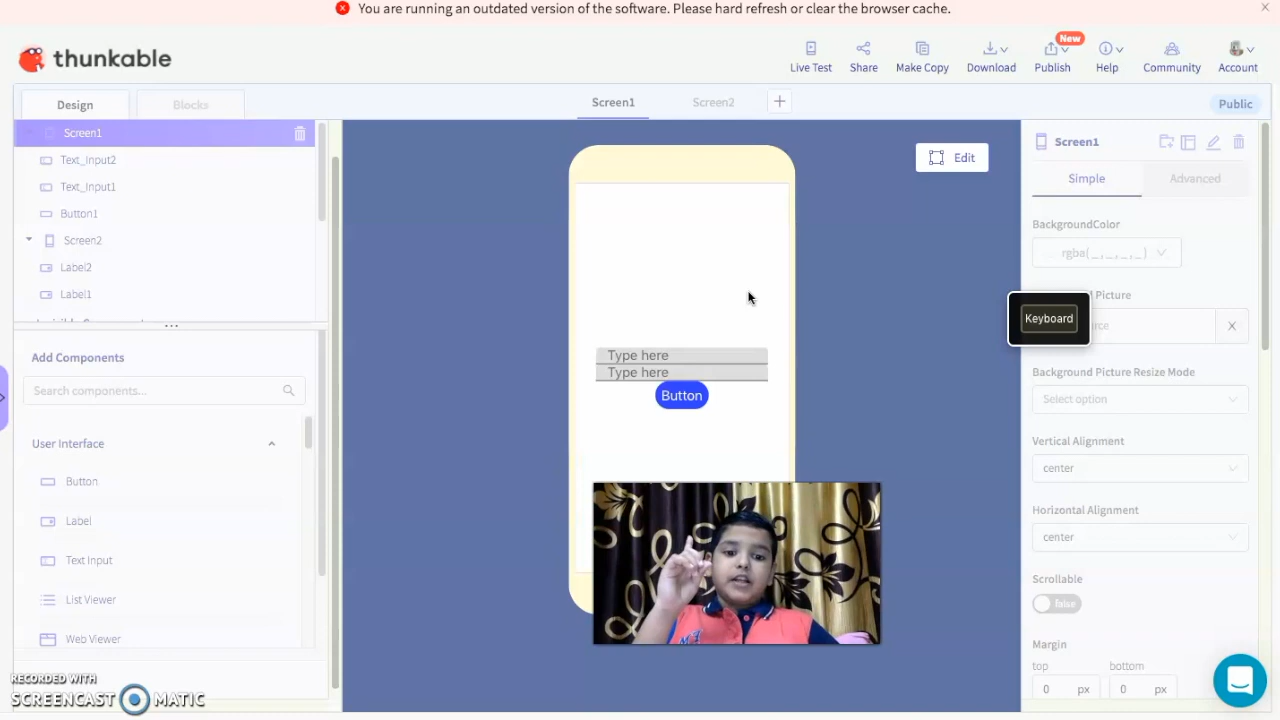 You are running an outdated version of the software. Please hard refresh or clear the browser cache.
thunkable
New
Live Test
Share
Make Copy
Download
Publish
Help
Community
Account
Design
Blocks
Screen1
Screen2
Public
Screen1
Text_Input2
Text_Input1
Button1
Screen2
Label2
Label1
Add Components
Search components...
User Interface
Button
Label
Text Input
List Viewer
Web Viewer
Edit
Type here
Type here
Button
Screen1
Simple
Advanced
BackgroundColor
rgba(_,_,_,_)
Picture
Keyboard
X
Background Picture Resize Mode
Select option
Vertical Alignment
center
Horizontal Alignment
center
Scrollable
false
Margin
top
bottom
0 px
0 px
RECORDED WITH
SCREENCAST MATIC